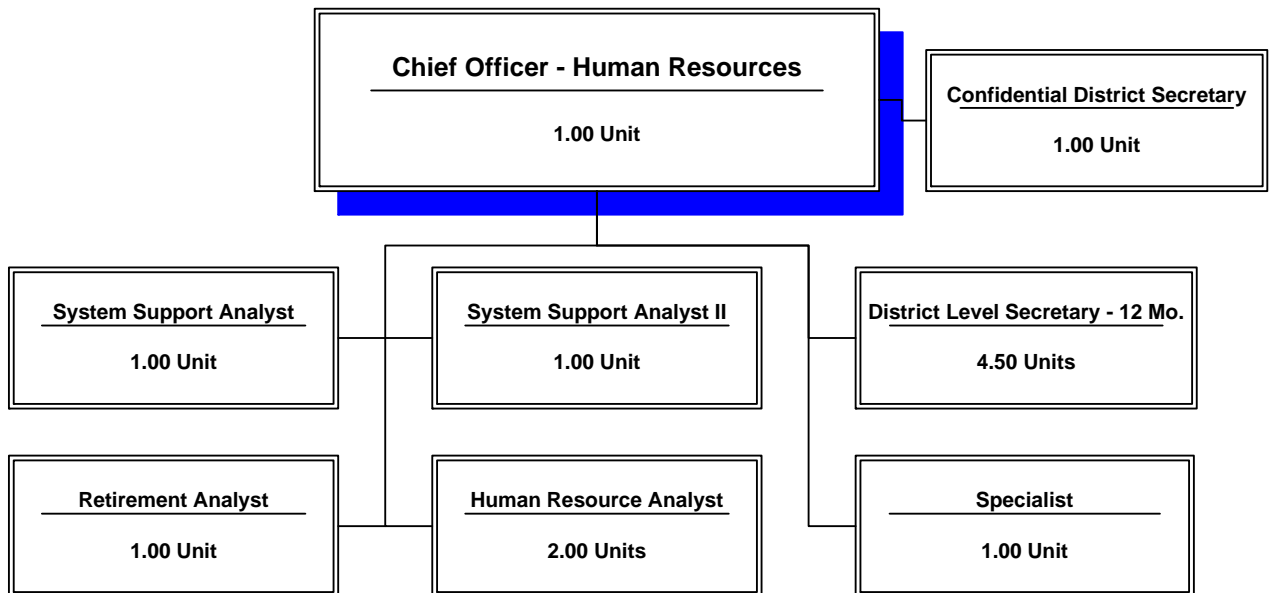 Chief Officer - Human Resources
1.00 Unit
Confidential District Secretary
1.00 Unit
System Support Analyst
1.00 Unit
System Support Analyst II
1.00 Unit
District Level Secretary - 12 Mo.
4.50 Units
Retirement Analyst
1.00 Unit
Human Resource Analyst
2.00 Units
Specialist
1.00 Unit